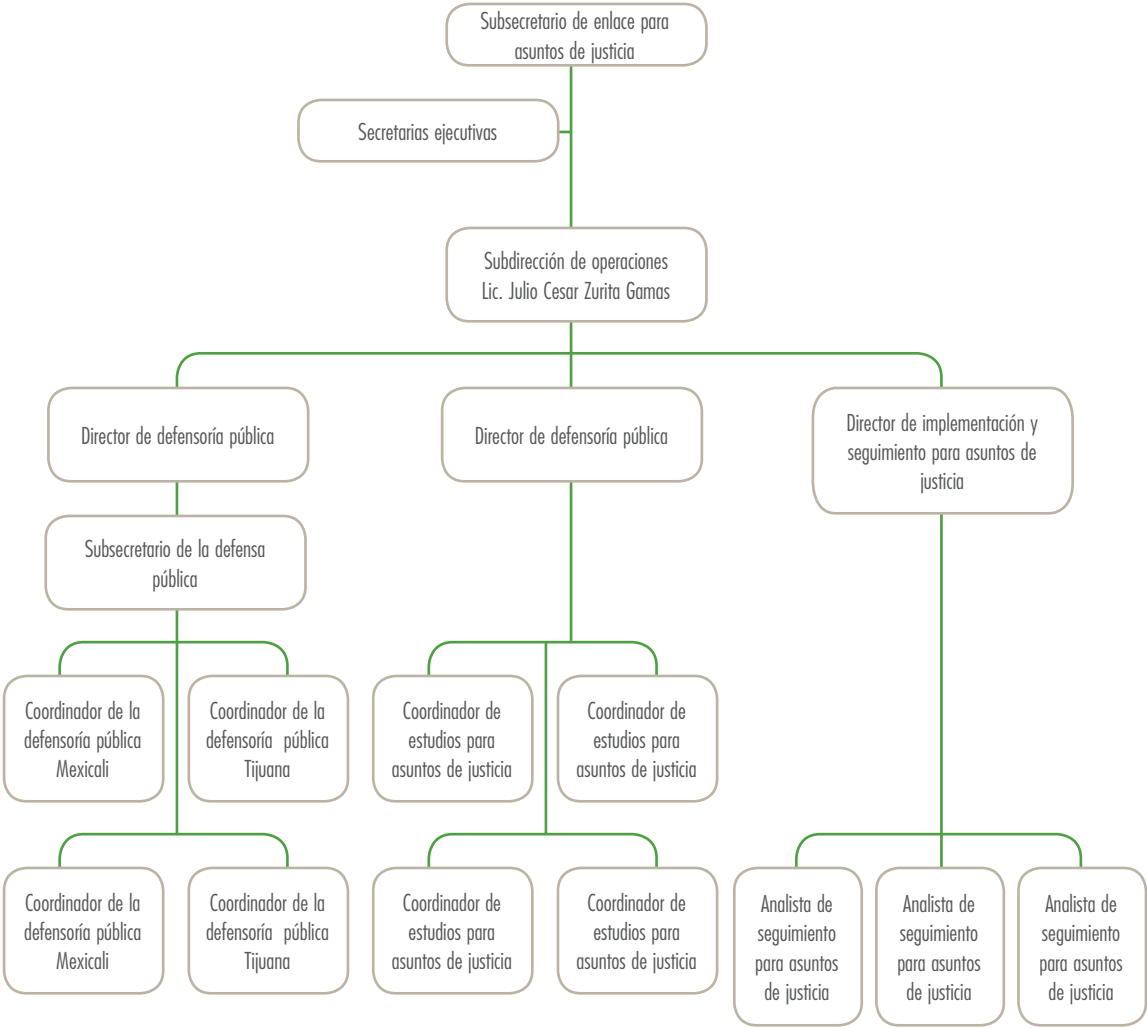 Subsecretario de enlace para
asuntos de justicia
Secretarias ejecutivas
Subdirección de operaciones
Lic. Julio Cesar Zurita Gamas
Director de defensoría pública
Director de defensoría pública
Director de implementación y
seguimiento para asuntos de
justicia
Subsecretario de la defensa
pública
Coordinador de la
defensoría pública
Mexicali
Coordinador de la
defensoría pública
Tijuana
Coordinador de
estudios para
asuntos de justicia
Coordinador de
estudios para
asuntos de justicia
Coordinador de la
defensoría pública
Mexicali
Coordinador de la
defensoría pública
Tijuana
Coordinador de
estudios para
asuntos de justicia
Coordinador de
estudios para
asuntos de justicia
Analista de
seguimiento
para asuntos
de justicia
Analista de
seguimiento
para asuntos
de justicia
Analista de
seguimiento
para asuntos
de justicia